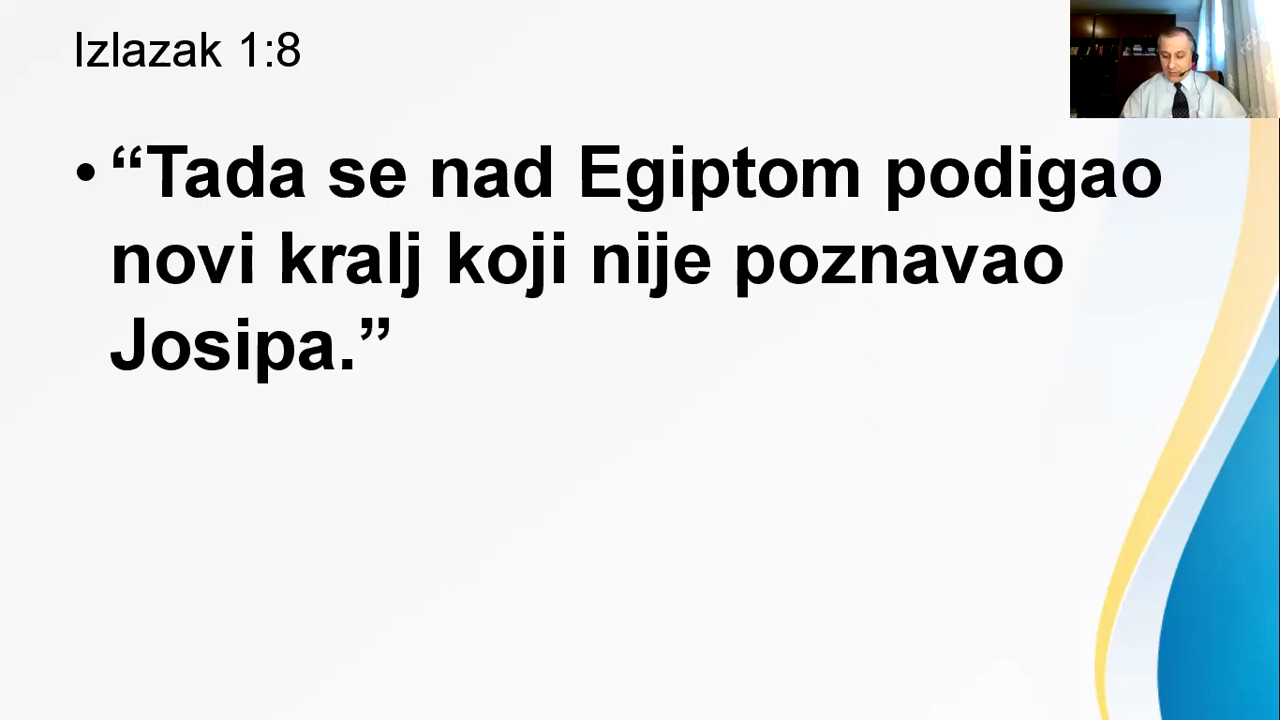 Izlazak 1:8
• “Tada se nad Egiptom podigao
novi kralj koji nije poznavao
Josipa.”